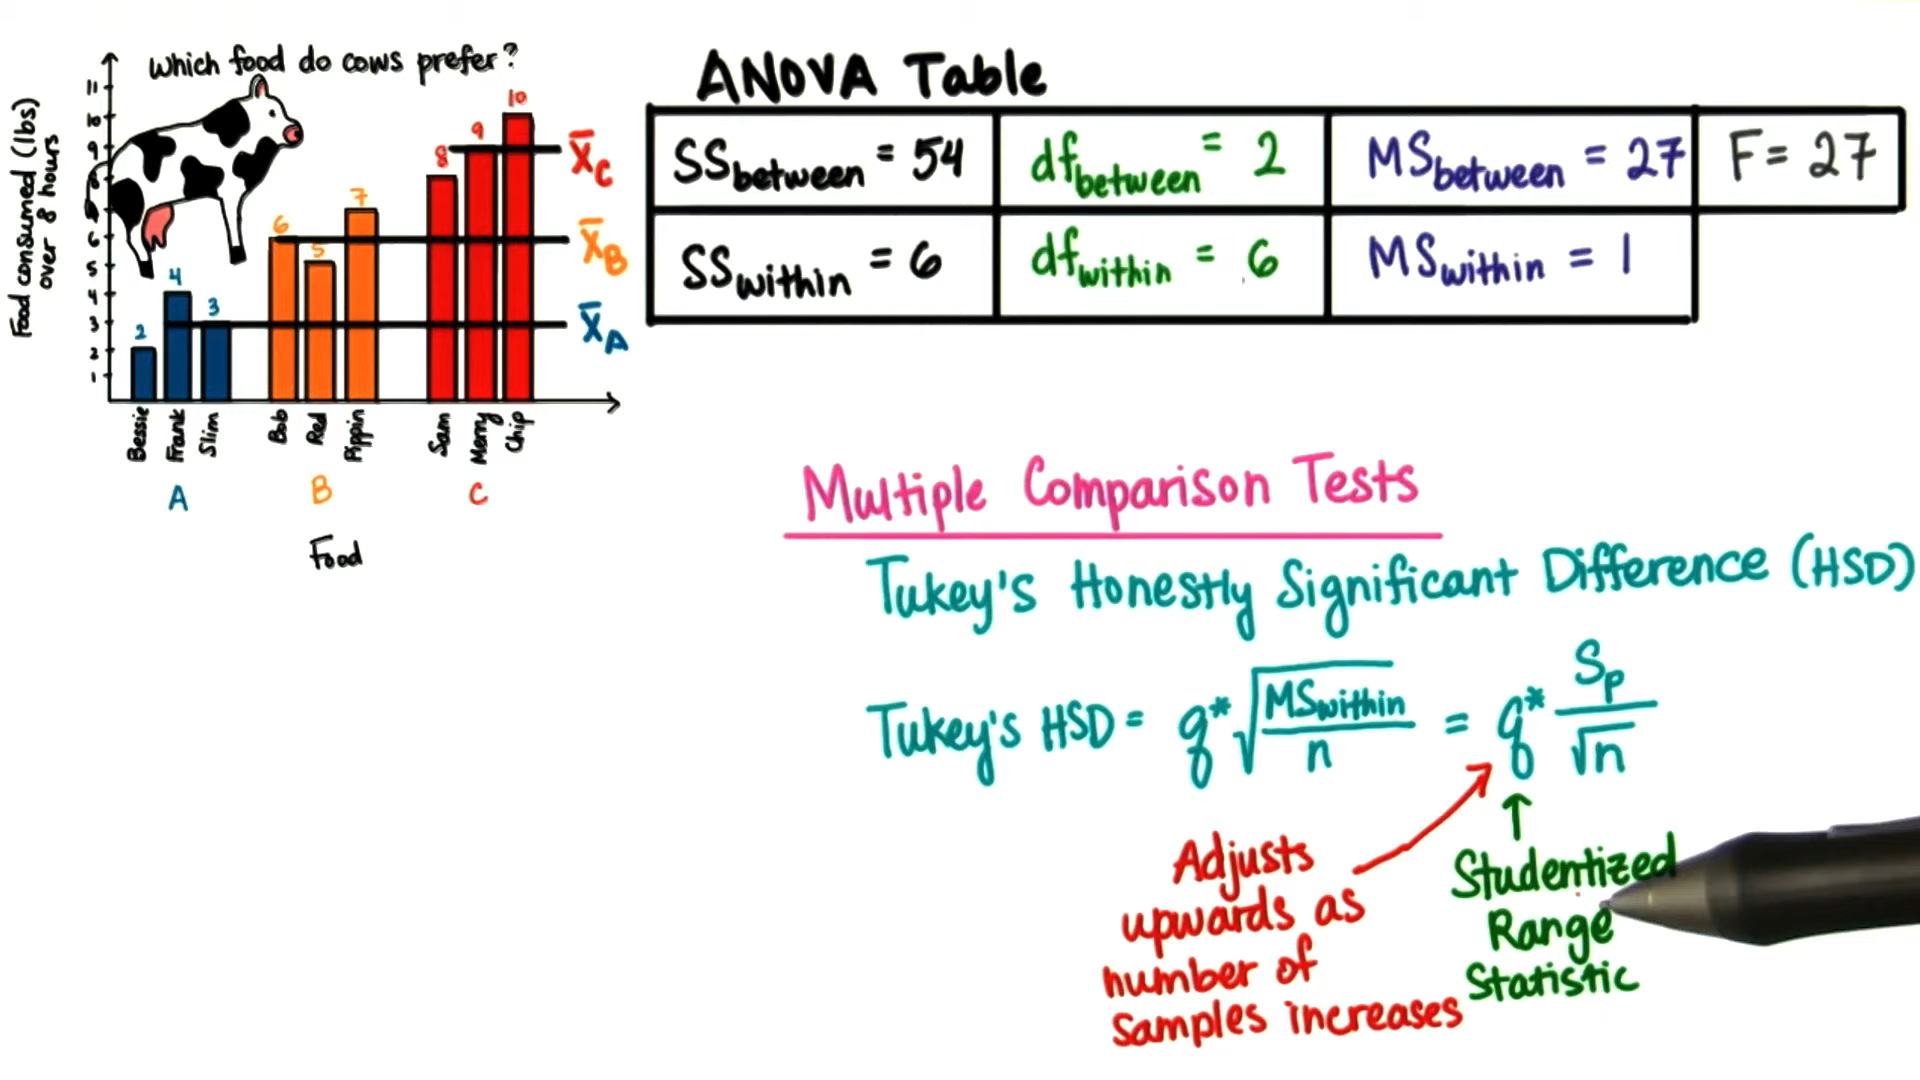 Which food do cows prefer?
Food consumed (lbs)
over 8 hours
11
10
9
8
7
6
5
4
3
2
1
2
4
3
6
5
7
8
9
10
X̄C
X̄B
X̄A
Bessie
Frank
Slim
Bob
Red
Pippin
Sam
Merry
Chip
A
B
C
Food
ANOVA Table
SSbetween = 54
dfbetween = 2
MSbetween = 27
F = 27
SSwithin = 6
dfwithin = 6
MSwithin = 1
Multiple Comparison Tests
Tukey's Honestly Significant Difference (HSD)
Tukey's HSD = q* √(MSwithin / n) = q* Sp / √n
Adjusts
upwards as
number of
samples increases
Studentized
Range
Statistic